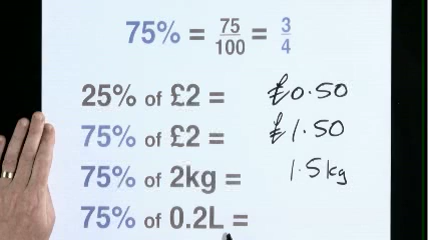 75% = 75/100 = 3/4
25% of £2 = £0.50
75% of £2 = £1.50
75% of 2kg = 1.5kg
75% of 0.2L =